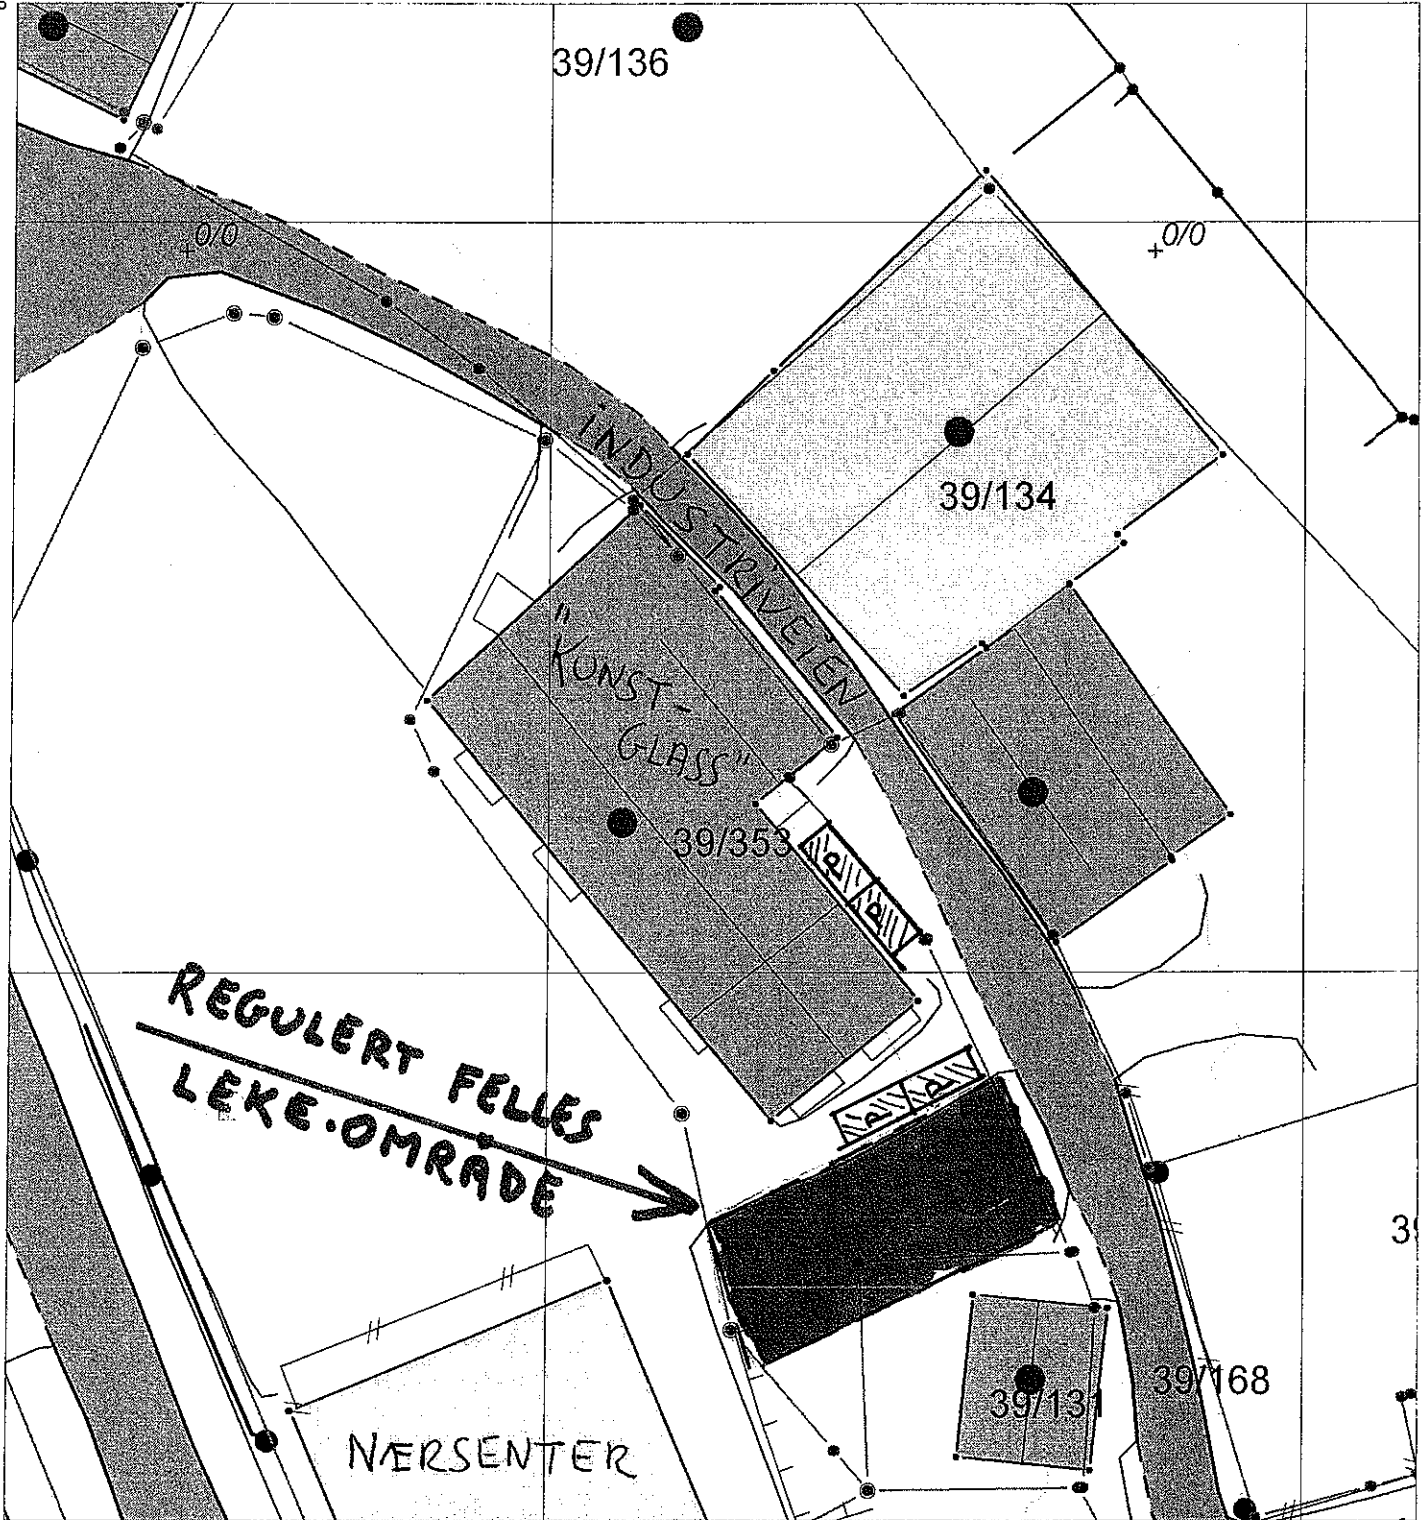 39/136
0/0
0/0
INDUSTRIVEIEN
39/134
"KUNST-
GLASS"
39/353
P
P
REGULERT FELLES
LEKE-OMRÅDE
P
P
39/131
39/168
NÆRSENTER